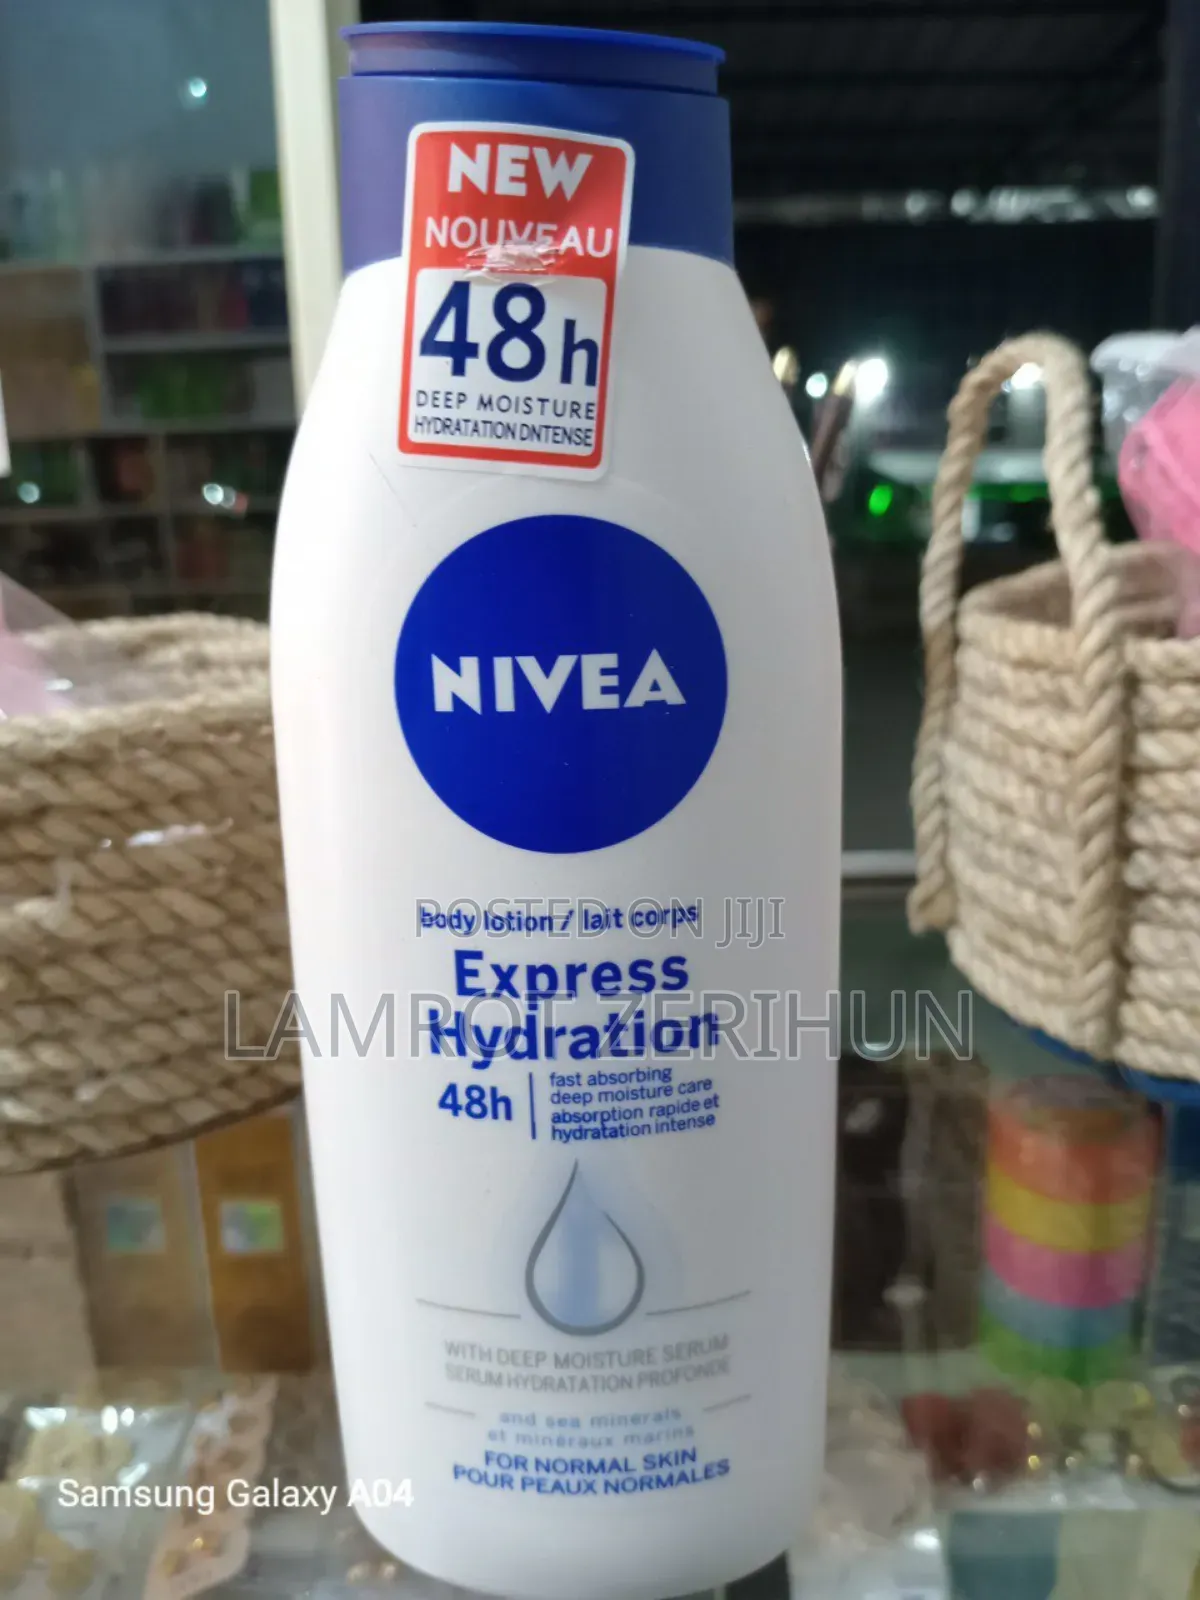 NEW
NOUVEAU
48h
DEEP MOISTURE
HYDRATATION DNTENSE
NIVEA
body lotion / lait corps
POSTED ON JIJI
Express
Hydration
LAMROT ZERIHUN
48h
fast absorbing
deep moisture care
absorption rapide et
hydratation intense
WITH DEEP MOISTURE SERUM
SERUM HYDRATATION PROFONDE
and sea minerals
et minéraux marins
FOR NORMAL SKIN
POUR PEAUX NORMALES
Samsung Galaxy A04